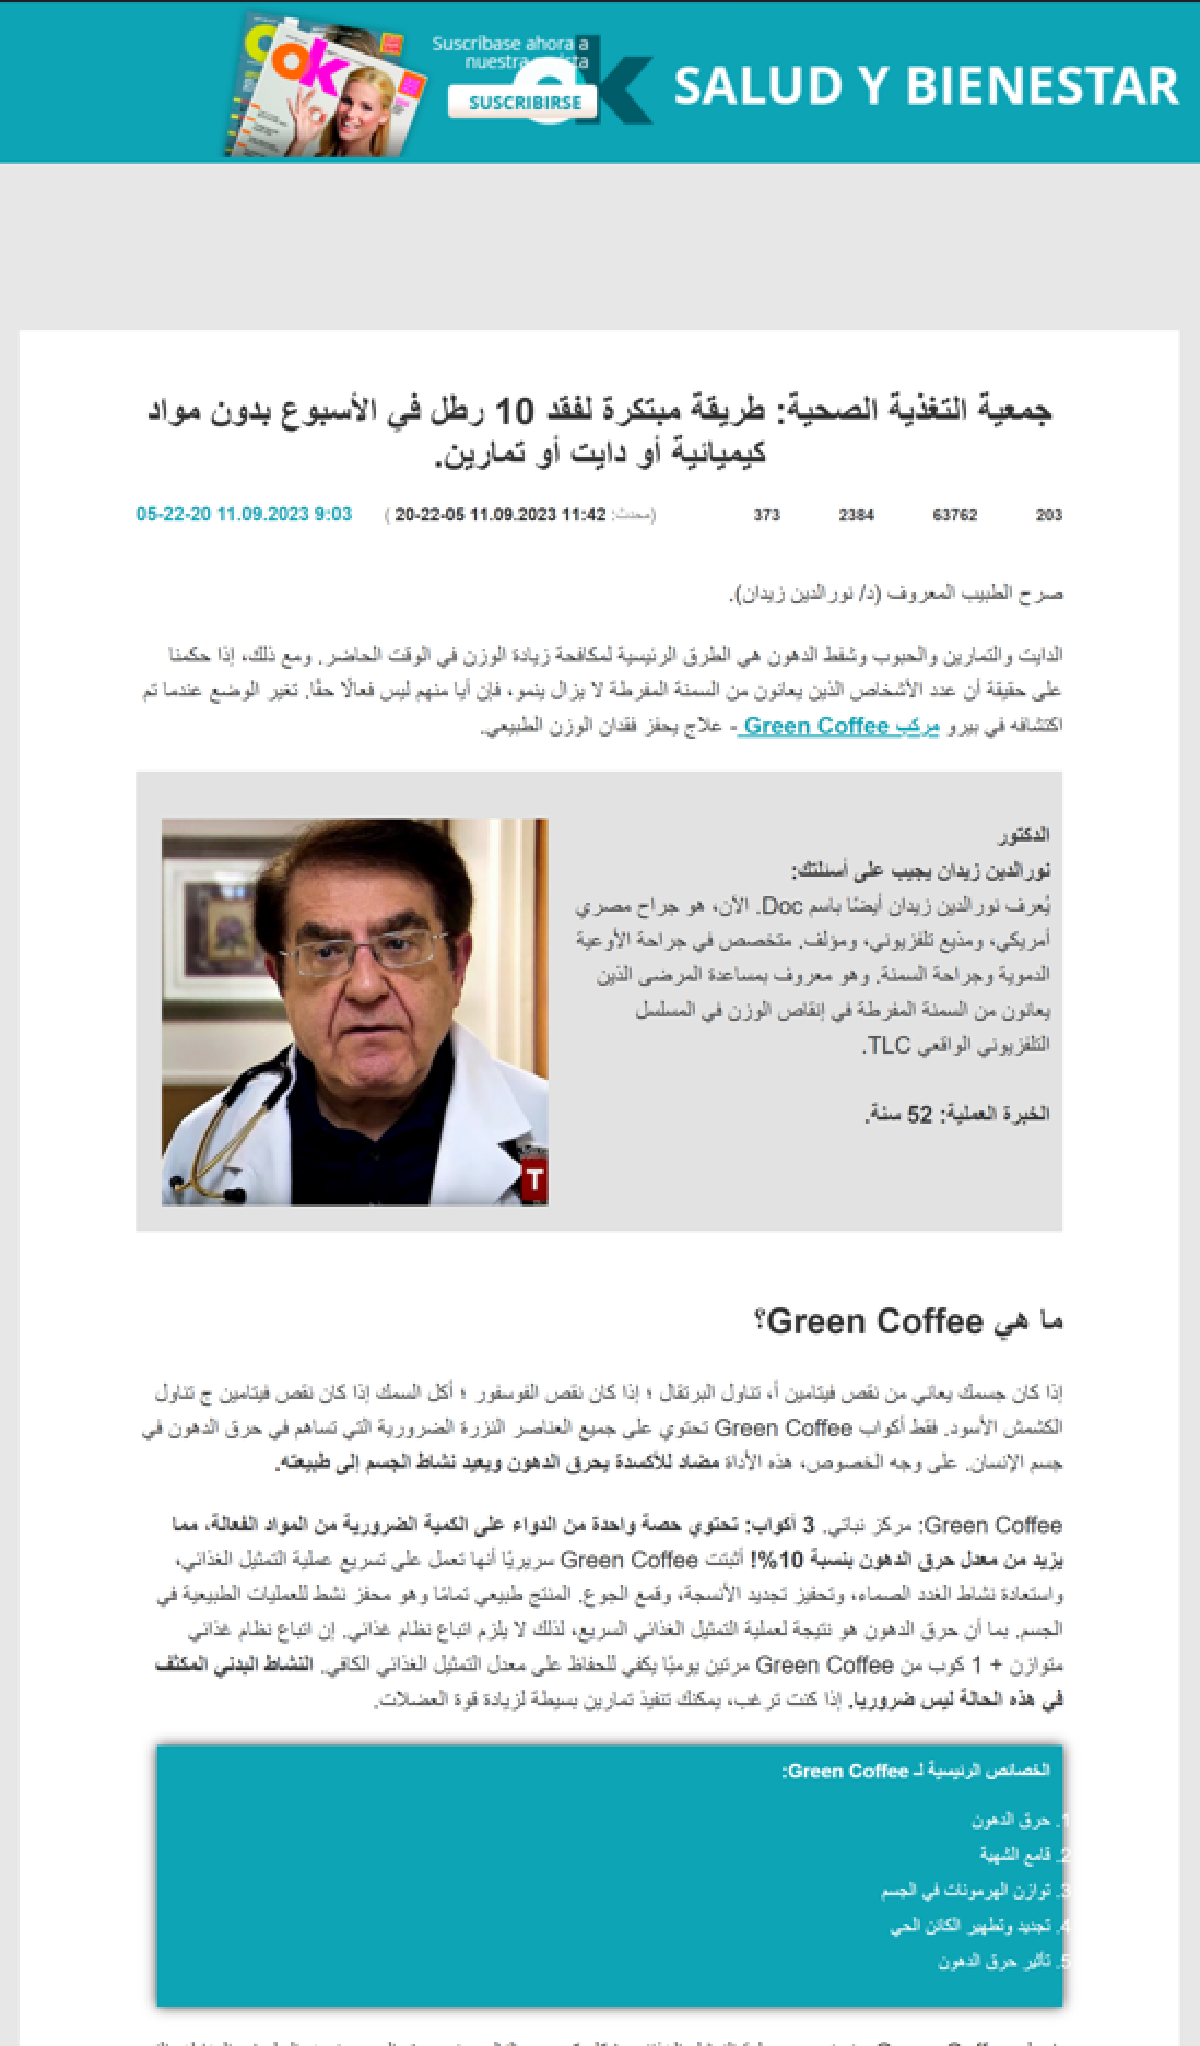 Suscríbase ahora a
nuestra
SUSCRIBIRSE
ok
SALUD Y BIENESTAR
جمعية التغذية الصحية: طريقة مبتكرة لفقد 10 رطل في الأسبوع بدون مواد
كيميائية أو دايت أو تمارين.
203 63762 2384 373 (محدث: 11:42 11.09.2023 20-22-05 ) 05-22-20 11.09.2023 9:03
صرح الطبيب المعروف (د/ نورالدين زيدان).
الدايت والتمارين والحبوب وشفط الدهون هي الطرق الرئيسية لمكافحة زيادة الوزن في الوقت الحاضر. ومع ذلك، إذا حكمنا
على حقيقة أن عدد الأشخاص الذين يعانون من السمنة المفرطة لا يزال ينمو، فإن أيا منهم ليس فعالًا حقًا. تغير الوضع عندما تم
اكتشافه في بيرو مركب Green Coffee - علاج يحفز فقدان الوزن الطبيعي.
الدكتور
نورالدين زيدان يجيب على أسئلتك:
يُعرف نورالدين زيدان أيضًا باسم Doc. الآن، هو جراح مصري
أمريكي، ومذيع تلفزيوني، ومؤلف. متخصص في جراحة الأوعية
الدموية وجراحة السمنة. وهو معروف بمساعدة المرضى الذين
يعانون من السمنة المفرطة في إنقاص الوزن في المسلسل
التلفزيوني الواقعي TLC.
الخبرة العملية: 52 سنة.
T
ما هي Green Coffee؟
إذا كان جسمك يعاني من نقص فيتامين أ، تناول البرتقال ؛ إذا كان نقص الفوسفور ؛ أكل السمك إذا كان نقص فيتامين ج تناول
الكشمش الأسود. فقط أكواب Green Coffee تحتوي على جميع العناصر النزرة الضرورية التي تساهم في حرق الدهون في
جسم الإنسان. على وجه الخصوص، هذه الأداة مضاد للأكسدة يحرق الدهون ويعيد نشاط الجسم إلى طبيعته.
Green Coffee: مركز نباتي. 3 أكواب: تحتوي حصة واحدة من الدواء على الكمية الضرورية من المواد الفعالة، مما
يزيد من معدل حرق الدهون بنسبة 10%! أثبتت Green Coffee سريريًا أنها تعمل على تسريع عملية التمثيل الغذائي،
واستعادة نشاط الغدد الصماء، وتحفيز تجديد الأنسجة، وقمع الجوع. المنتج طبيعي تمامًا وهو محفز نشط للعمليات الطبيعية في
الجسم. بما أن حرق الدهون هو نتيجة لعملية التمثيل الغذائي السريع، لذلك لا يلزم اتباع نظام غذائي. إن اتباع نظام غذائي
متوازن + 1 كوب من Green Coffee مرتين يوميًا يكفي للحفاظ على معدل التمثيل الغذائي الكافي. النشاط البدني المكثف
في هذه الحالة ليس ضروريا. إذا كنت ترغب، يمكنك تنفيذ تمارين بسيطة لزيادة قوة العضلات.
الخصائص الرئيسية لـ Green Coffee:
1. حرق الدهون
2. قامع الشهية
3. توازن الهرمونات في الجسم
4. تجديد وتطهير الكائن الحي
5. تأثير حرق الدهون